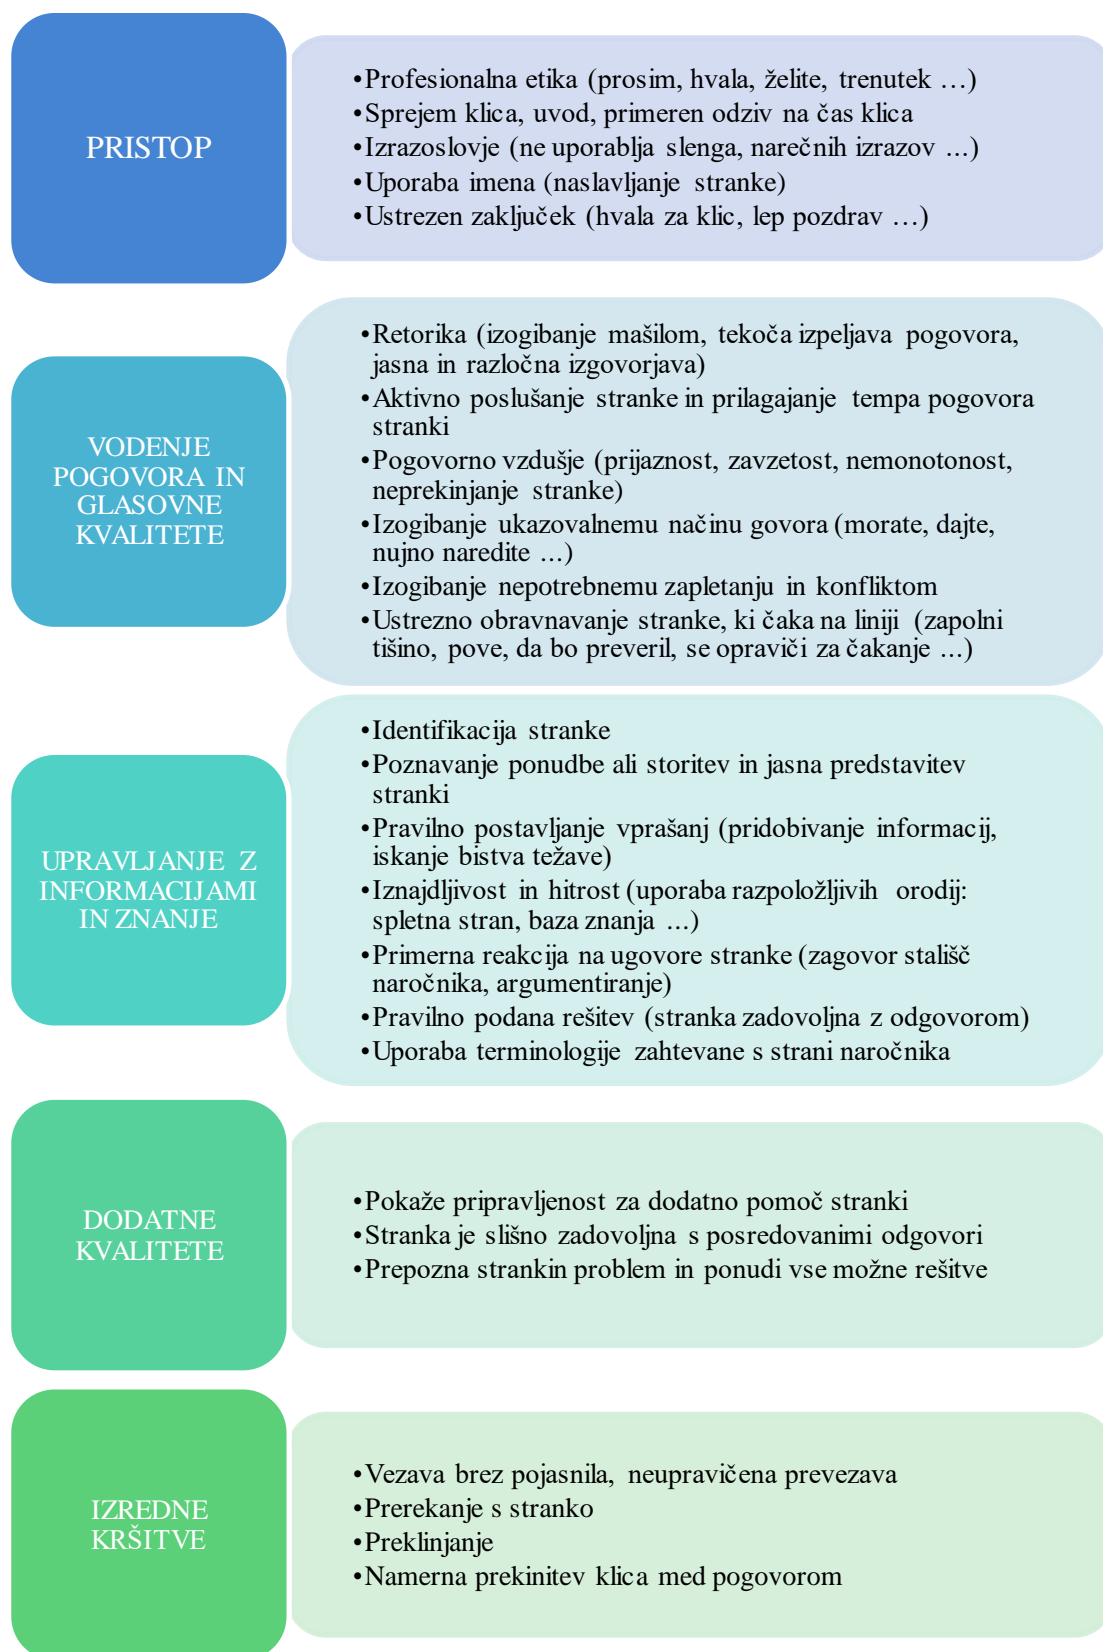 PRISTOP
•Profesionalna etika (prosim, hvala, želite, trenutek …)
•Sprejem klica, uvod, primeren odziv na čas klica
•Izrazoslovje (ne uporablja slenga, narečnih izrazov ...)
•Uporaba imena (naslavljanje stranke)
•Ustrezen zaključek (hvala za klic, lep pozdrav …)
VODENJE
POGOVORA IN
GLASOVNE
KVALITETE
•Retorika (izogibanje mašilom, tekoča izpeljava pogovora,
jasna in razločna izgovorjava)
•Aktivno poslušanje stranke in prilagajanje tempa pogovora
stranki
•Pogovorno vzdušje (prijaznost, zavzetost, nemonotonost,
neprekinjanje stranke)
•Izogibanje ukazovalnemu načinu govora (morate, dajte,
nujno naredite ...)
•Izogibanje nepotrebnemu zapletanju in konfliktom
•Ustrezno obravnavanje stranke, ki čaka na liniji (zapolni
tišino, pove, da bo preveril, se opraviči za čakanje ...)
UPRAVLJANJE Z
INFORMACIJAMI
IN ZNANJE
•Identifikacija stranke
•Poznavanje ponudbe ali storitev in jasna predstavitev
stranki
•Pravilno postavljanje vprašanj (pridobivanje informacij,
iskanje bistva težave)
•Iznajdljivost in hitrost (uporaba razpoložljivih orodij:
spletna stran, baza znanja ...)
•Primerna reakcija na ugovore stranke (zagovor stališč
naročnika, argumentiranje)
•Pravilno podana rešitev (stranka zadovoljna z odgovorom)
•Uporaba terminologije zahtevane s strani naročnika
DODATNE
KVALITETE
•Pokaže pripravljenost za dodatno pomoč stranki
•Stranka je slišno zadovoljna s posredovanimi odgovori
•Prepozna strankin problem in ponudi vse možne rešitve
IZREDNE
KRŠITVE
•Vezava brez pojasnila, neupravičena prevezava
•Prerekanje s stranko
•Preklinjanje
•Namerna prekinitev klica med pogovorom